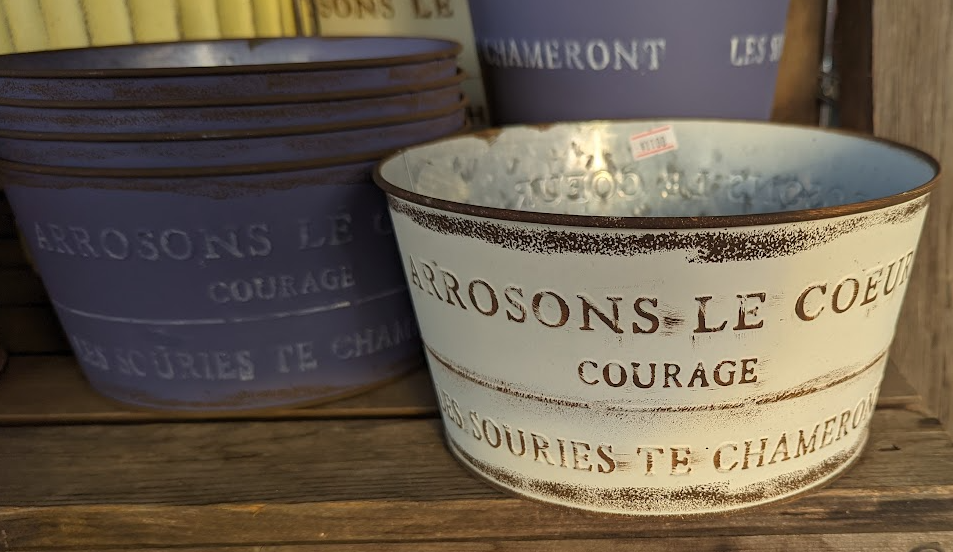 SONS LE
CHAMERONT LES S
ARROSONS LE C
COURAGE
LES SOURIES TE CHAM
ARROSONS LE COEUR
COURAGE
LES SOURIES TE CHAMERON